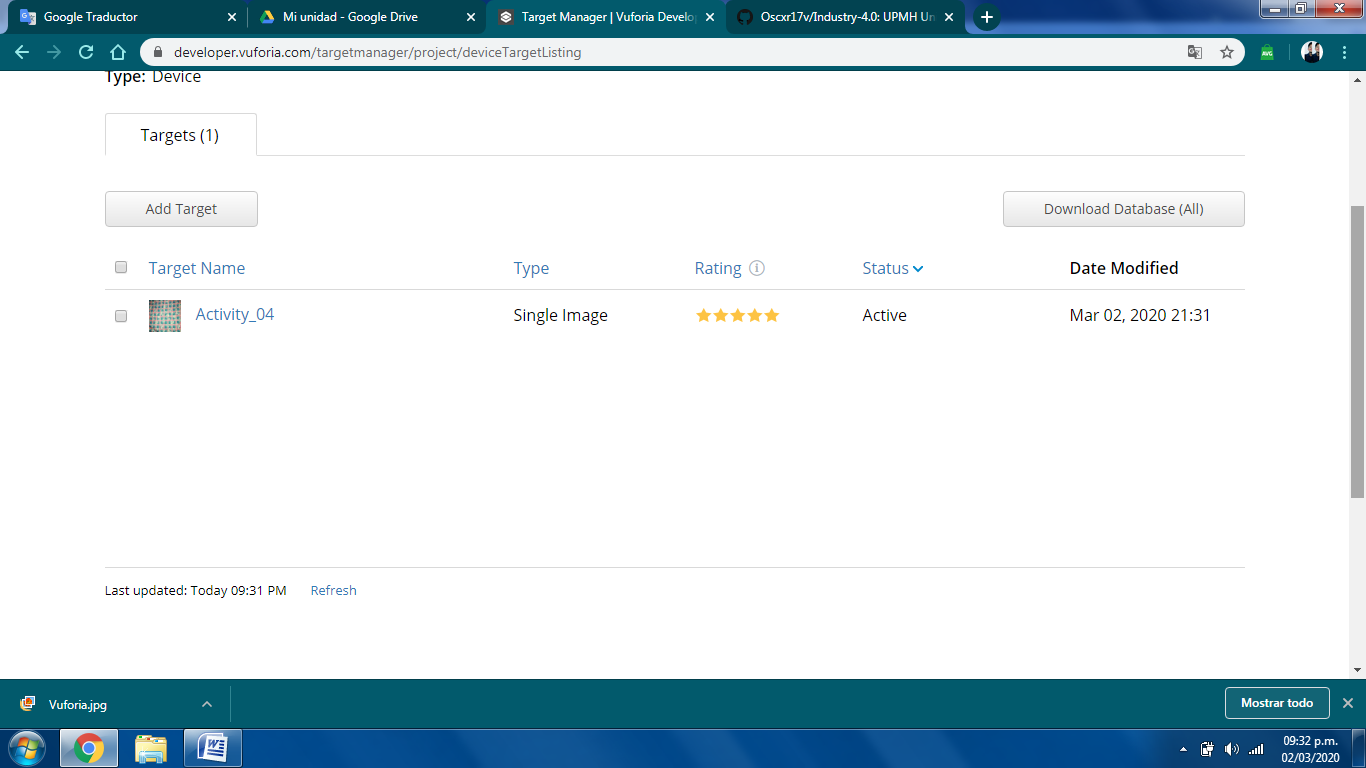 Google Traductor
Mi unidad - Google Drive
Target Manager | Vuforia Develo
Oscxr17v/Industry-4.0: UPMH Un
developer.vuforia.com/targetmanager/project/deviceTargetListing
AVG
Type: Device
Targets (1)
Add Target
Download Database (All)
Target Name Type Rating Status Date Modified
Activity_04 Single Image Active Mar 02, 2020 21:31
Last updated: Today 09:31 PM Refresh
Vuforia.jpg
Mostrar todo
09:32 p.m.
02/03/2020